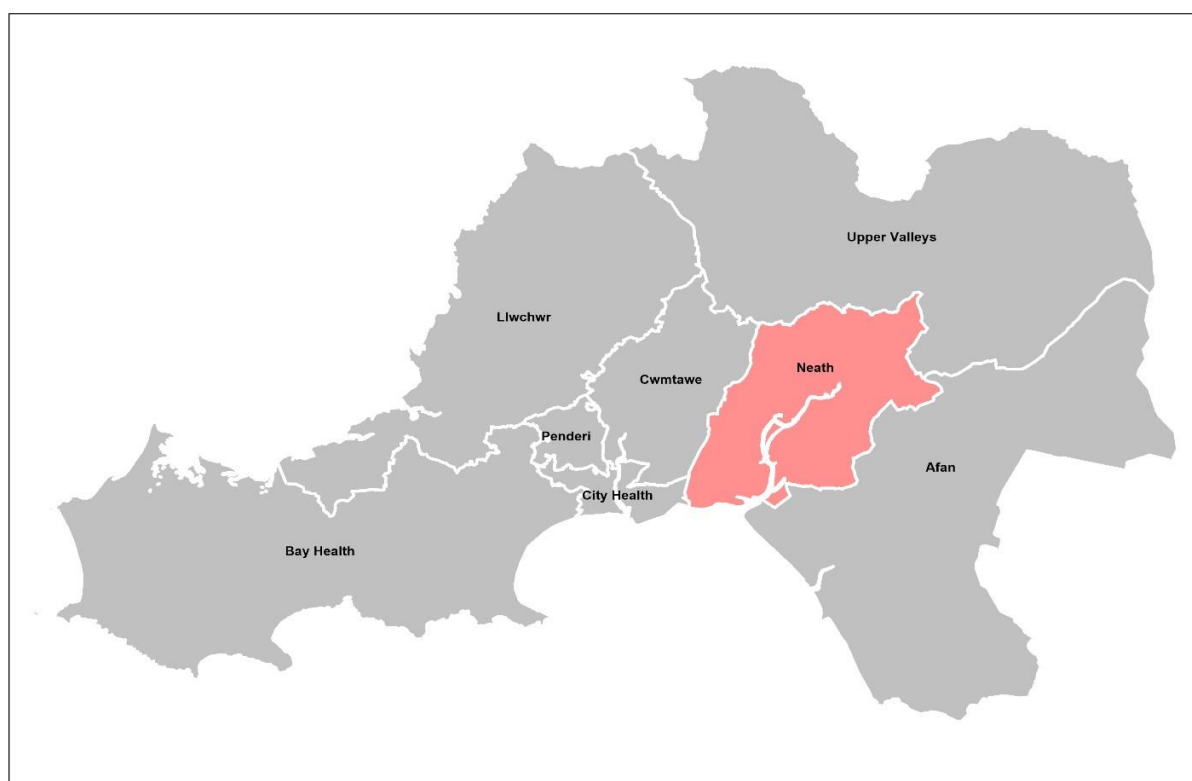 Upper Valleys
Llwchwr
Neath
Cwmtawe
Penderi
Afan
City Health
Bay Health